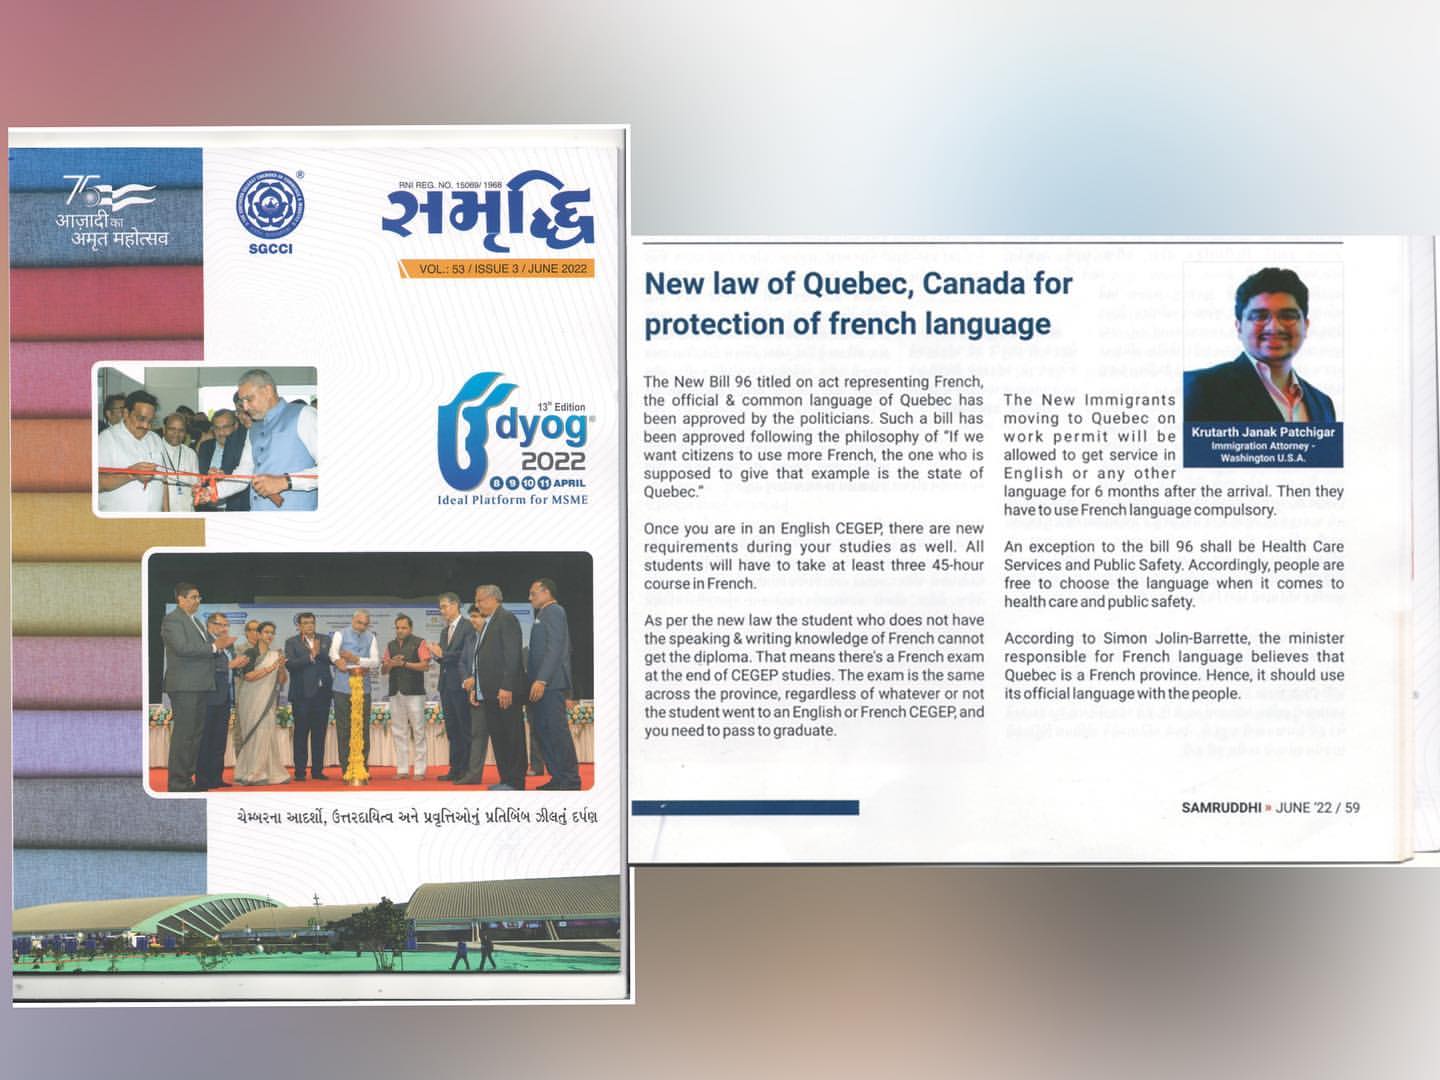 75
आज़ादी का
अमृत महोत्सव
®
SGCCI
RNI REG. NO. 15069/ 1968
સમૃદ્ધિ
VOL.: 53 / ISSUE 3 / JUNE 2022
13th Edition
Udyog®
2022
8 9 10 11 APRIL
Ideal Platform for MSME
ચેમ્બરના આદર્શો, ઉત્તરદાયિત્વ અને પ્રવૃત્તિઓનું પ્રતિબિંબ ઝીલતું દર્પણ
New law of Quebec, Canada for
protection of french language
The New Bill 96 titled on act representing French,
the official & common language of Quebec has
been approved by the politicians. Such a bill has
been approved following the philosophy of “If we
want citizens to use more French, the one who is
supposed to give that example is the state of
Quebec.”
Once you are in an English CEGEP, there are new
requirements during your studies as well. All
students will have to take at least three 45-hour
course in French.
As per the new law the student who does not have
the speaking & writing knowledge of French cannot
get the diploma. That means there's a French exam
at the end of CEGEP studies. The exam is the same
across the province, regardless of whatever or not
the student went to an English or French CEGEP, and
you need to pass to graduate.
The New Immigrants
moving to Quebec on
work permit will be
allowed to get service in
English or any other
language for 6 months after the arrival. Then they
have to use French language compulsory.
Krutarth Janak Patchigar
Immigration Attorney -
Washington U.S.A.
An exception to the bill 96 shall be Health Care
Services and Public Safety. Accordingly, people are
free to choose the language when it comes to
health care and public safety.
According to Simon Jolin-Barrette, the minister
responsible for French language believes that
Quebec is a French province. Hence, it should use
its official language with the people.
SAMRUDDHI » JUNE '22 / 59